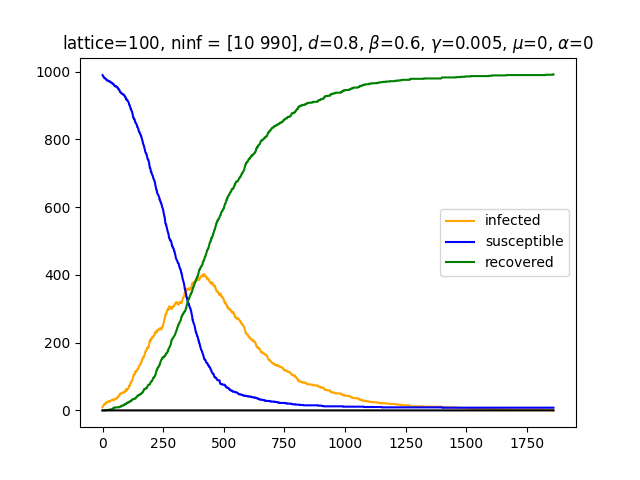 lattice=100, ninf = [10 990], d=0.8, β=0.6, γ=0.005, μ=0, α=0
1000
800
600
400
200
0
infected
susceptible
recovered
0 250 500 750 1000 1250 1500 1750